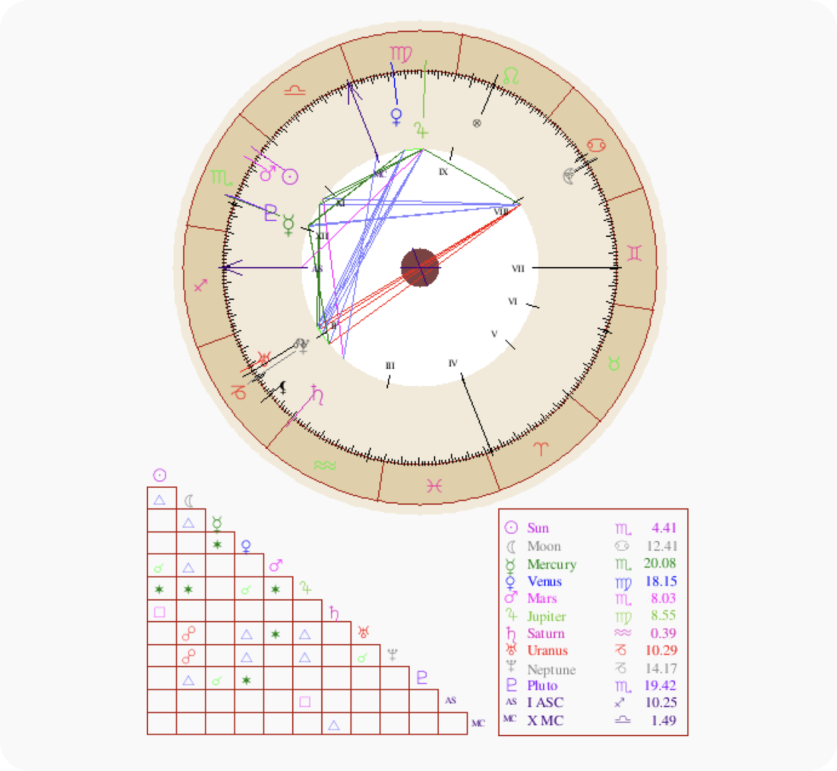 ♍
♌
♎
♀
♃
⊗
♋
☾
MC
IX
♏
♂ ☉
XI
VIII
♇ ☿
XII
♐
AS
VII
♊
VI
II
V
♅ ♆
♑
⚸
♄
III
IV
♉
♒
♓
♈
☉
△ ☾
△ ☿
✶ ♀
☌ △ ♂
✶ ✶ ☌ ✶ ♃
□ ♄
☍ △ ✶ △ ♅
☍ △ △ ☌ ♆
△ ☌ ✶ ♇
□ AS
△ MC
☉ Sun ♏ 4.41
☾ Moon ♋ 12.41
☿ Mercury ♏ 20.08
♀ Venus ♍ 18.15
♂ Mars ♏ 8.03
♃ Jupiter ♍ 8.55
♄ Saturn ♒ 0.39
♅ Uranus ♑ 10.29
♆ Neptune ♑ 14.17
♇ Pluto ♏ 19.42
AS I ASC ♐ 10.25
MC X MC ♎ 1.49